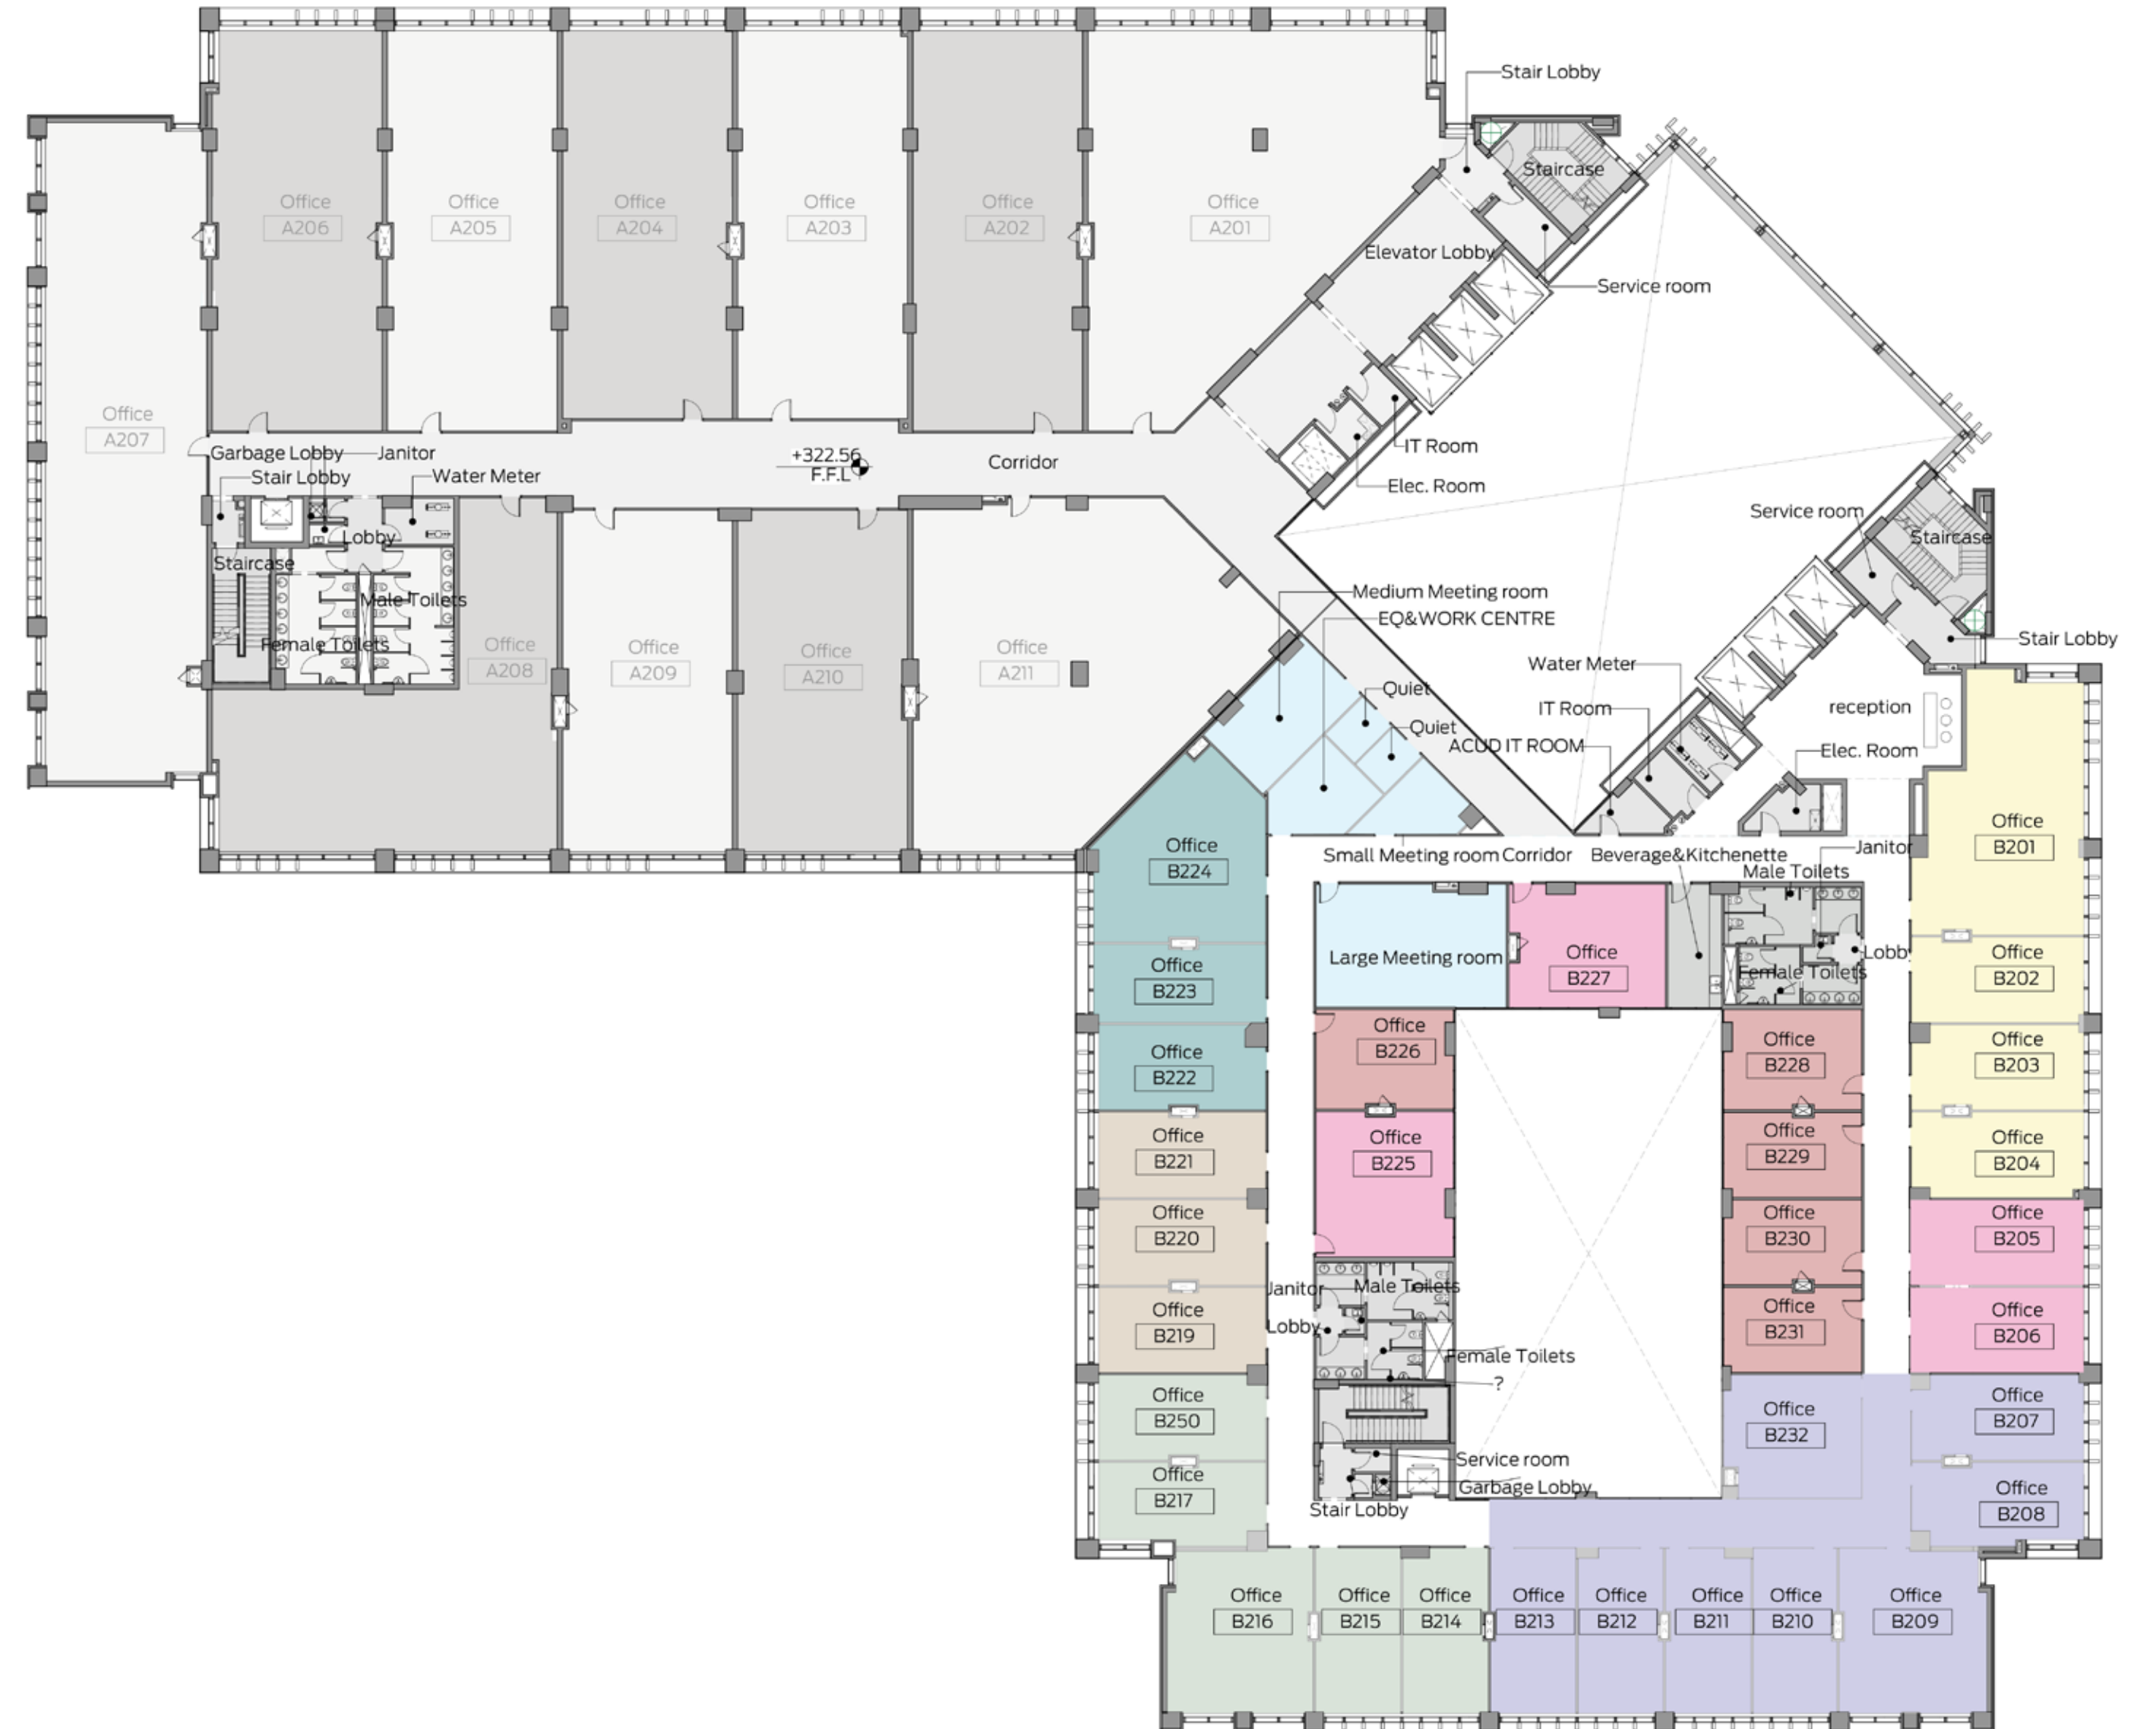 Stair Lobby
Staircase
Office
A206
Office
A205
Office
A204
Office
A203
Office
A202
Office
A201
Elevator Lobby
Service room
Office
A207
Garbage Lobby
Janitor
Stair Lobby
Water Meter
+322.56
F.F.L
Corridor
IT Room
Elec. Room
Lobby
Staircase
Male Toilets
Female Toilets
Office
A208
Office
A209
Office
A210
Office
A211
Service room
Staircase
Stair Lobby
Medium Meeting room
EQ&WORK CENTRE
Water Meter
Quiet
IT Room
Quiet
ACUD IT ROOM
reception
Elec. Room
Office
B224
Small Meeting room
Corridor
Beverage&Kitchenette
Janitor
Male Toilets
Office
B201
Large Meeting room
Office
B227
Lobby
Female Toilets
Office
B223
Office
B202
Office
B222
Office
B226
Office
B228
Office
B203
Office
B221
Office
B225
Office
B229
Office
B204
Office
B220
Office
B230
Office
B205
Janitor
Male Toilets
Lobby
Office
B219
Office
B231
Office
B206
Female Toilets
?
Office
B250
Office
B232
Office
B207
Service room
Garbage Lobby
Stair Lobby
Office
B217
Office
B208
Office
B216
Office
B215
Office
B214
Office
B213
Office
B212
Office
B211
Office
B210
Office
B209